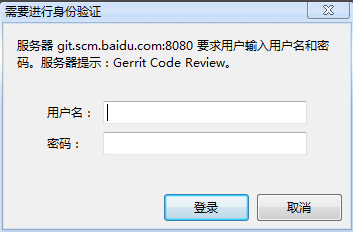 需要进行身份验证
服务器 git.scm.baidu.com:8080 要求用户输入用户名和密
码。服务器提示：Gerrit Code Review。
用户名：
密码：
登录 取消